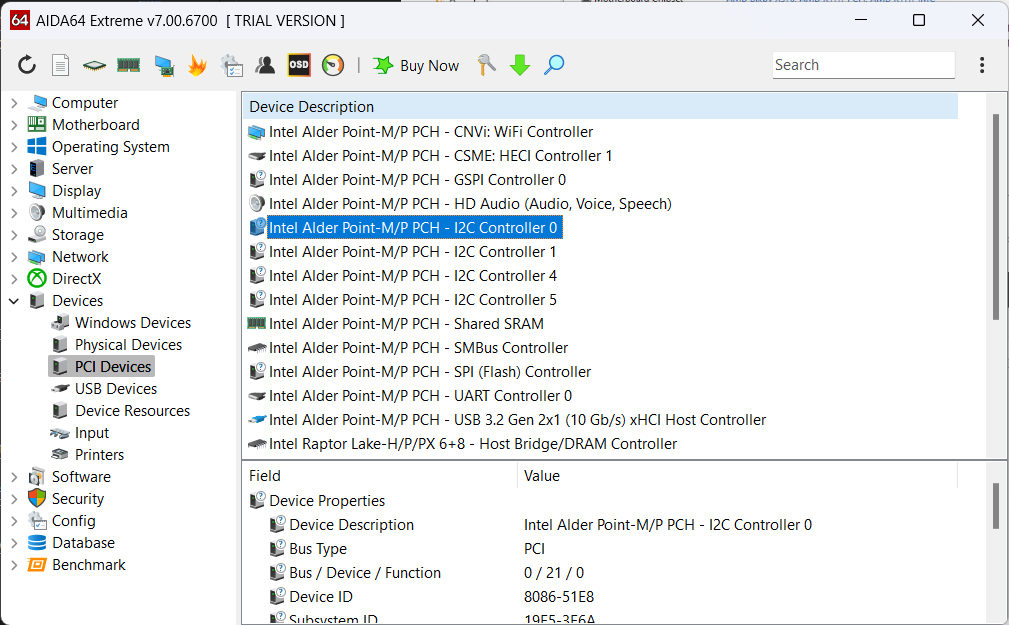 64 AIDA64 Extreme v7.00.6700 [ TRIAL VERSION ]
OSD Buy Now Search
Computer
Motherboard
Operating System
Server
Display
Multimedia
Storage
Network
DirectX
Devices
Windows Devices
Physical Devices
PCI Devices
USB Devices
Device Resources
Input
Printers
Software
Security
Config
Database
Benchmark
Device Description
Intel Alder Point-M/P PCH - CNVi: WiFi Controller
Intel Alder Point-M/P PCH - CSME: HECI Controller 1
Intel Alder Point-M/P PCH - GSPI Controller 0
Intel Alder Point-M/P PCH - HD Audio (Audio, Voice, Speech)
Intel Alder Point-M/P PCH - I2C Controller 0
Intel Alder Point-M/P PCH - I2C Controller 1
Intel Alder Point-M/P PCH - I2C Controller 4
Intel Alder Point-M/P PCH - I2C Controller 5
Intel Alder Point-M/P PCH - Shared SRAM
Intel Alder Point-M/P PCH - SMBus Controller
Intel Alder Point-M/P PCH - SPI (Flash) Controller
Intel Alder Point-M/P PCH - UART Controller 0
Intel Alder Point-M/P PCH - USB 3.2 Gen 2x1 (10 Gb/s) xHCI Host Controller
Intel Raptor Lake-H/P/PX 6+8 - Host Bridge/DRAM Controller
Field Value
Device Properties
Device Description Intel Alder Point-M/P PCH - I2C Controller 0
Bus Type PCI
Bus / Device / Function 0 / 21 / 0
Device ID 8086-51E8
Subsystem ID 19E5-3E6A